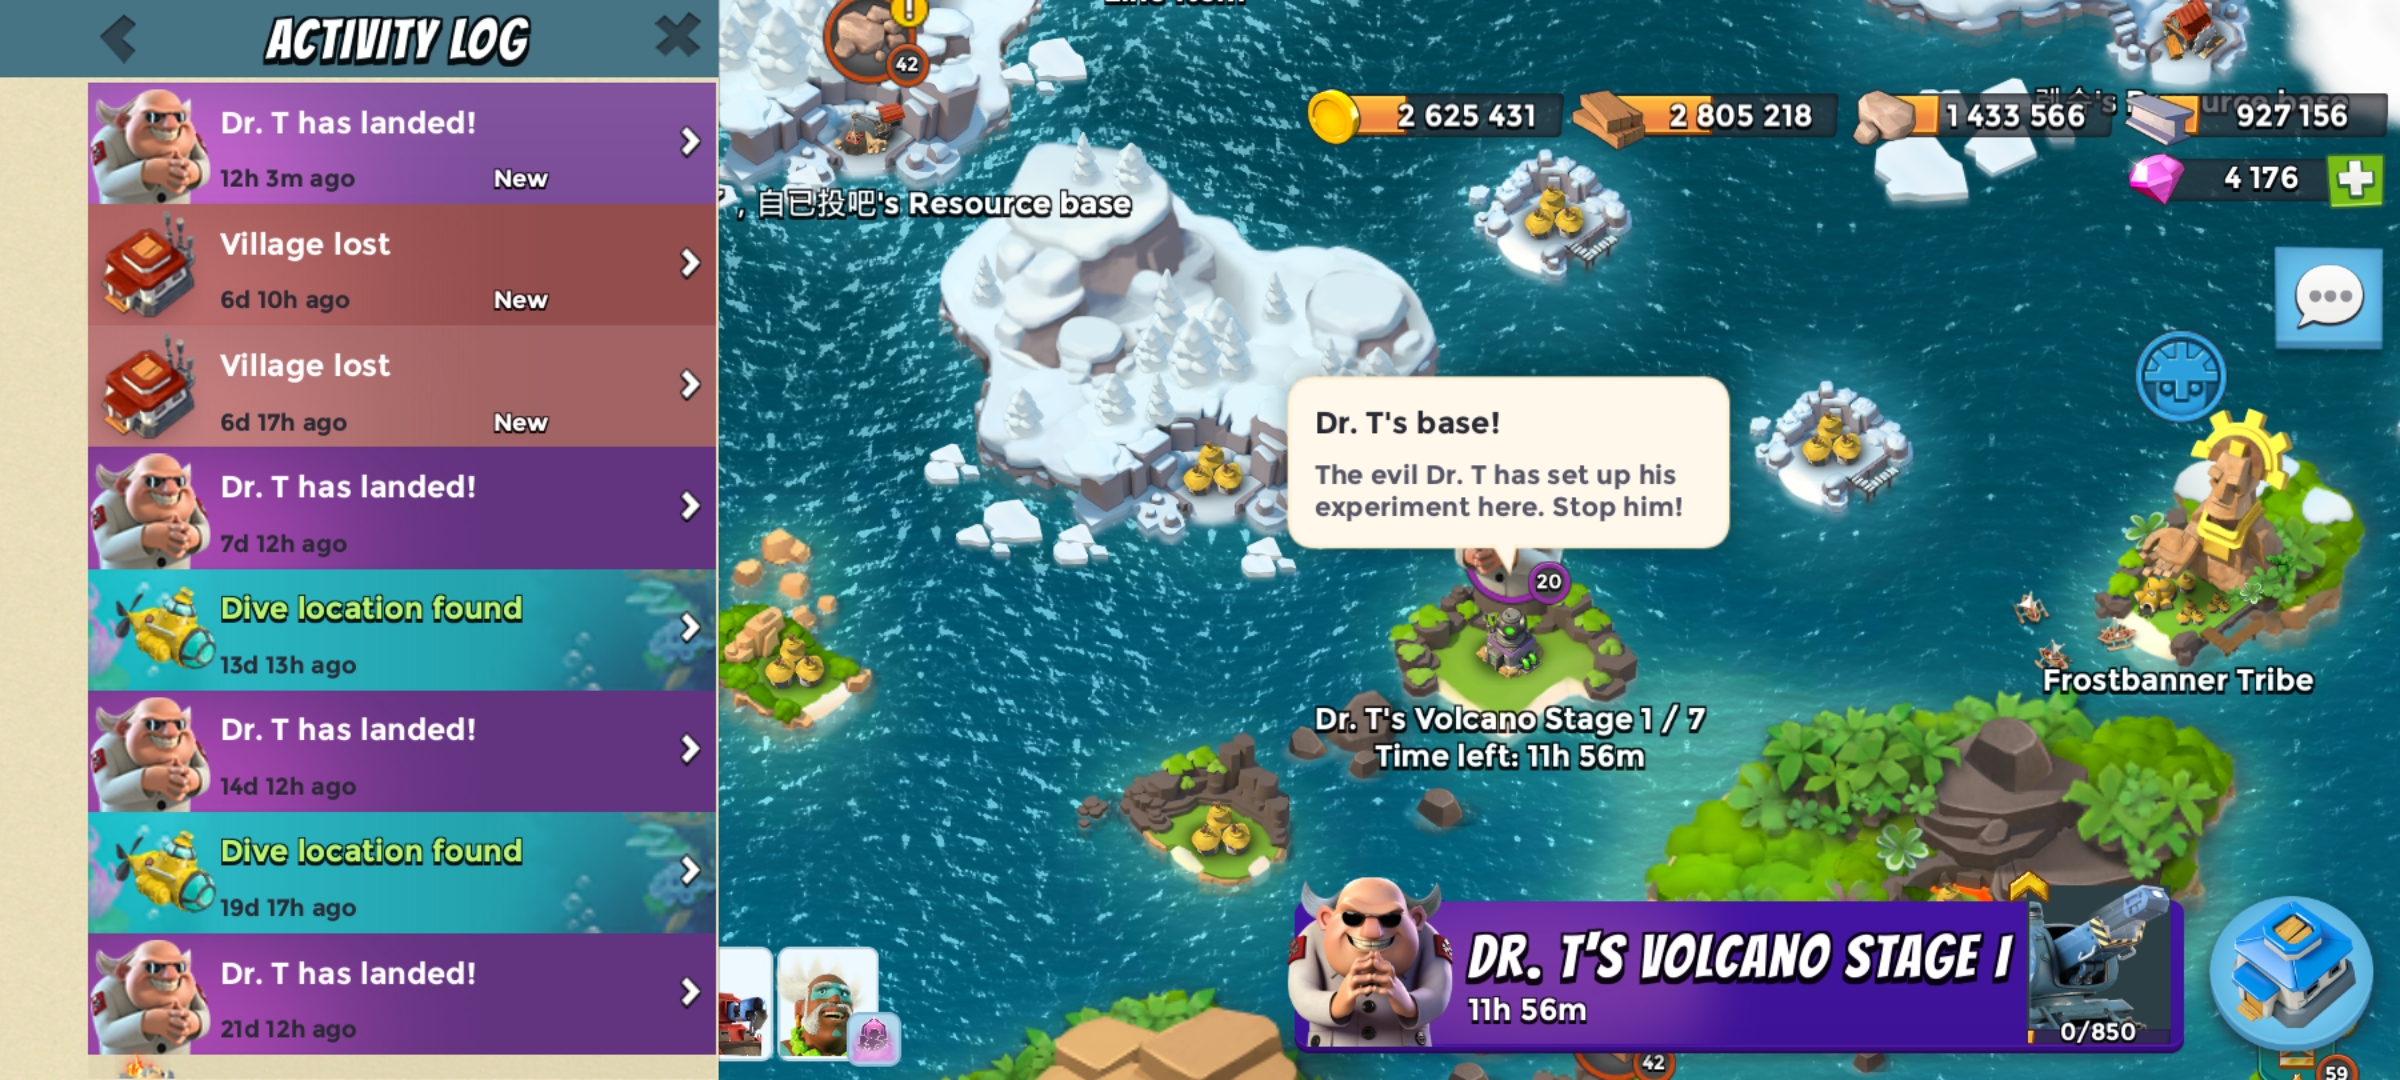 ACTIVITY LOG
Dr. T has landed!
12h 3m ago
New
Village lost
6d 10h ago
New
Village lost
6d 17h ago
New
Dr. T has landed!
7d 12h ago
Dive location found
13d 13h ago
Dr. T has landed!
14d 12h ago
Dive location found
19d 17h ago
Dr. T has landed!
21d 12h ago
42
2 625 431
2 805 218
1 433 566
927 156
4 176
, 自己投吧's Resource base
Dr. T's base!
The evil Dr. T has set up his
experiment here. Stop him!
20
Dr. T's Volcano Stage 1 / 7
Time left: 11h 56m
Frostbanner Tribe
DR. T'S VOLCANO STAGE I
11h 56m
0/850
42
59